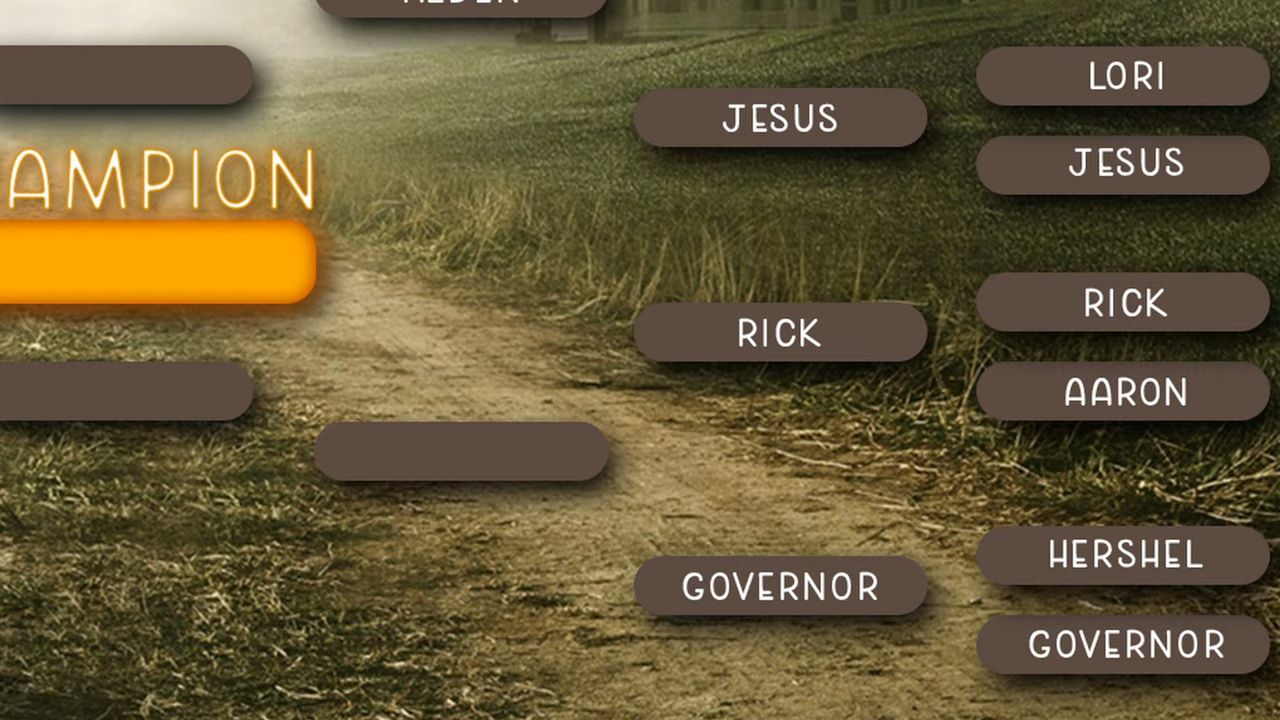 LORI
JESUS
JESUS
AMPION
RICK
RICK
AARON
HERSHEL
GOVERNOR
GOVERNOR